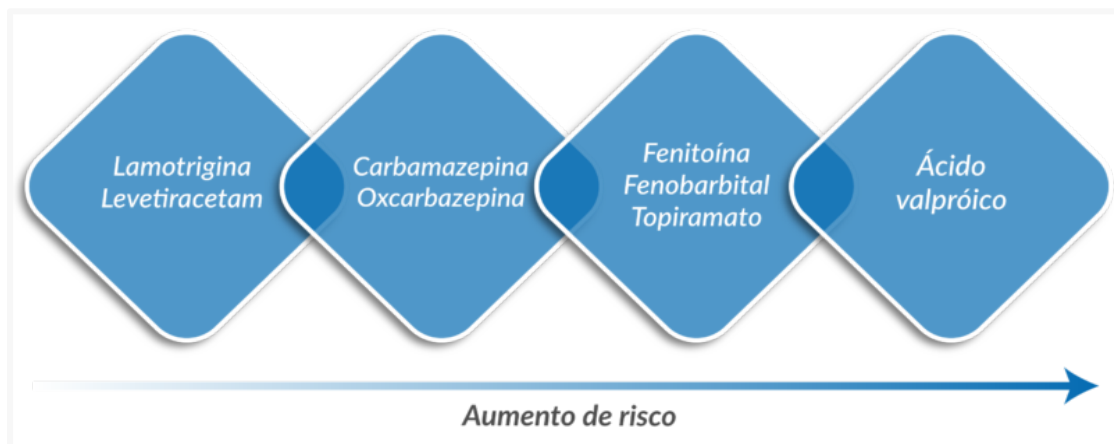 Lamotrigina
Levetiracetam
Carbamazepina
Oxcarbazepina
Fenitoína
Fenobarbital
Topiramato
Ácido
valpróico
Aumento de risco